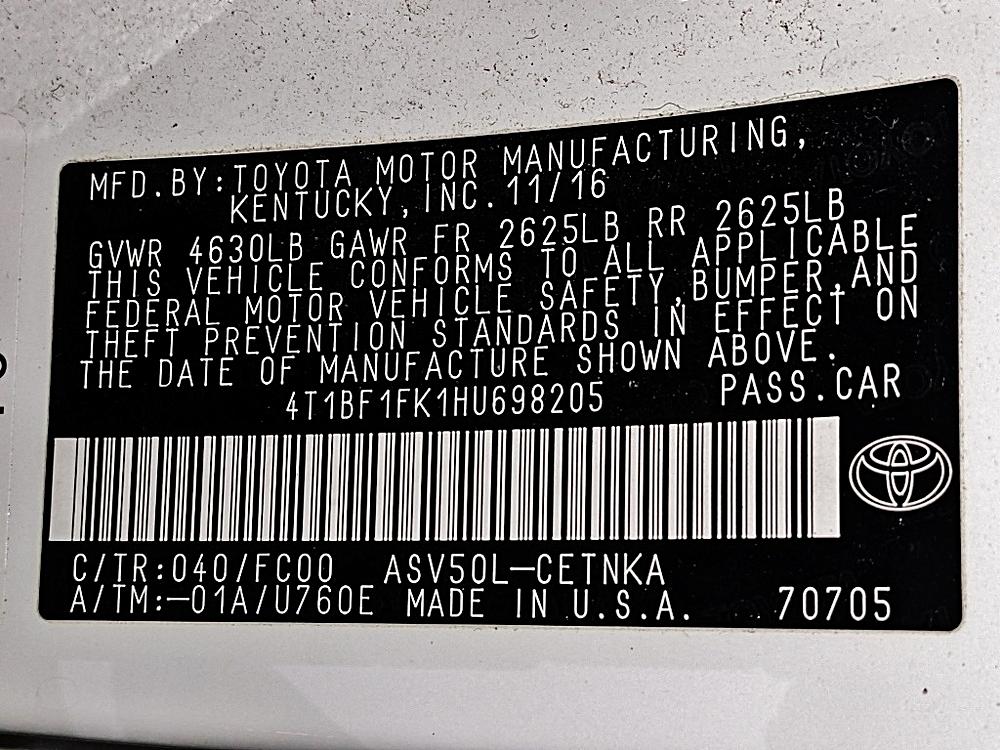 MFD.BY:TOYOTA MOTOR MANUFACTURING,
KENTUCKY,INC.11/16
GVWR 4630LB GAWR FR 2625LB RR 2625LB
THIS VEHICLE CONFORMS TO ALL APPLICABLE
FEDERAL MOTOR VEHICLE SAFETY,BUMPER,AND
THEFT PREVENTION STANDARDS IN EFFECT ON
THE DATE OF MANUFACTURE SHOWN ABOVE.
4T1BF1FK1HU698205 PASS.CAR
C/TR:040/FC00 ASV50L-CETNKA
A/TM:-01A/U760E MADE IN U.S.A. 70705